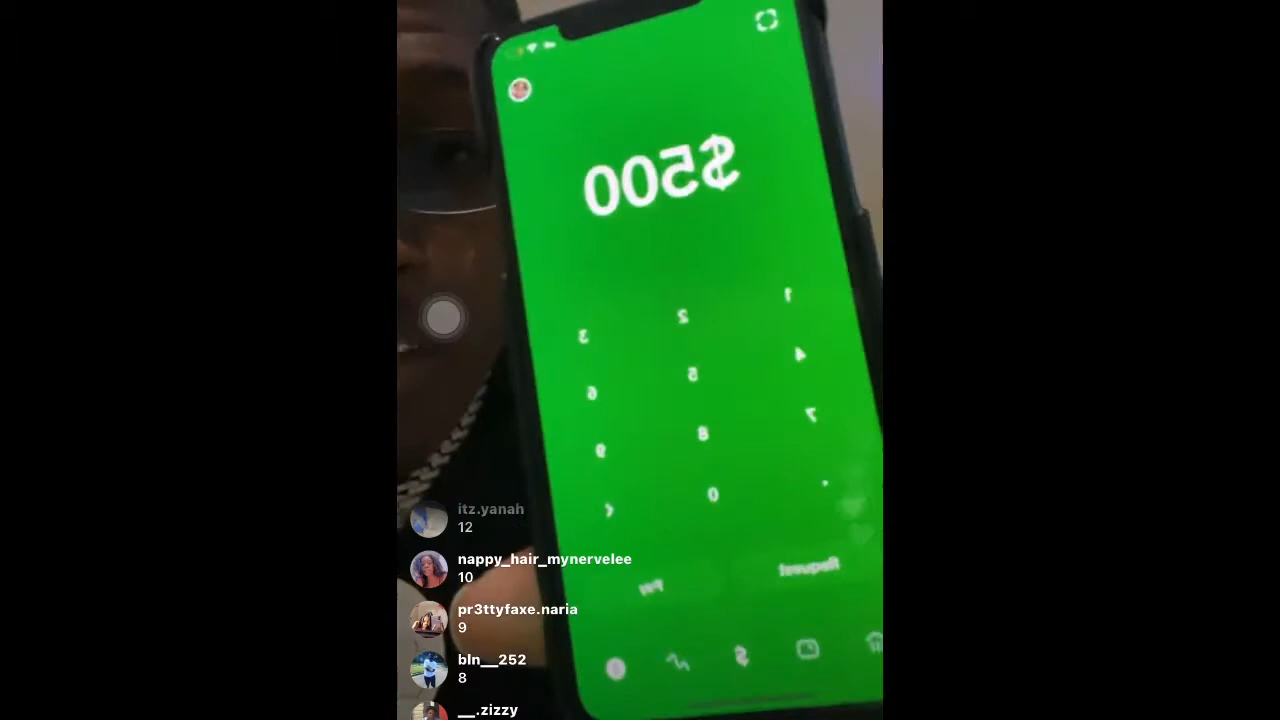 $500
1 2 3
4 5 6
7 8 9
. 0 <
Request Pay
$
itz.yanah
12
nappy_hair_mynervelee
10
pr3ttyfaxe.naria
9
bln__252
8
__.zizzy